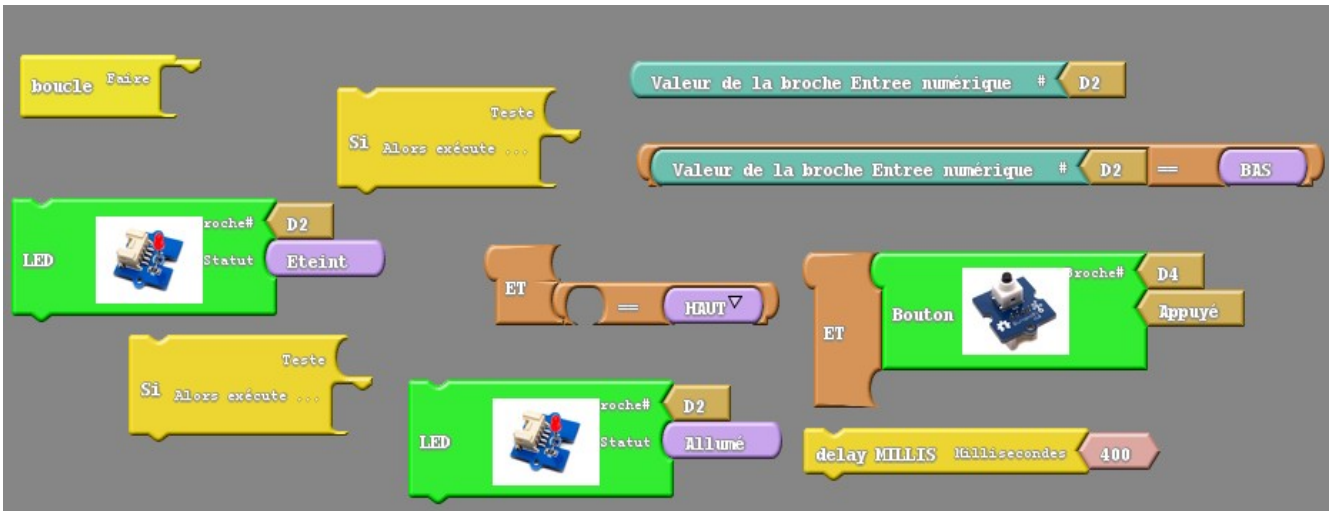 boucle Faire
Si Teste
Alors exécute ...
Valeur de la broche Entree numérique # D2
Valeur de la broche Entree numérique # D2 == BAS
LED roche# D2
Statut Eteint
ET == HAUT
ET Bouton Broche# D4
Appuyé
Si Teste
Alors exécute ...
LED roche# D2
Statut Allumé
delay MILLIS Millisecondes 400